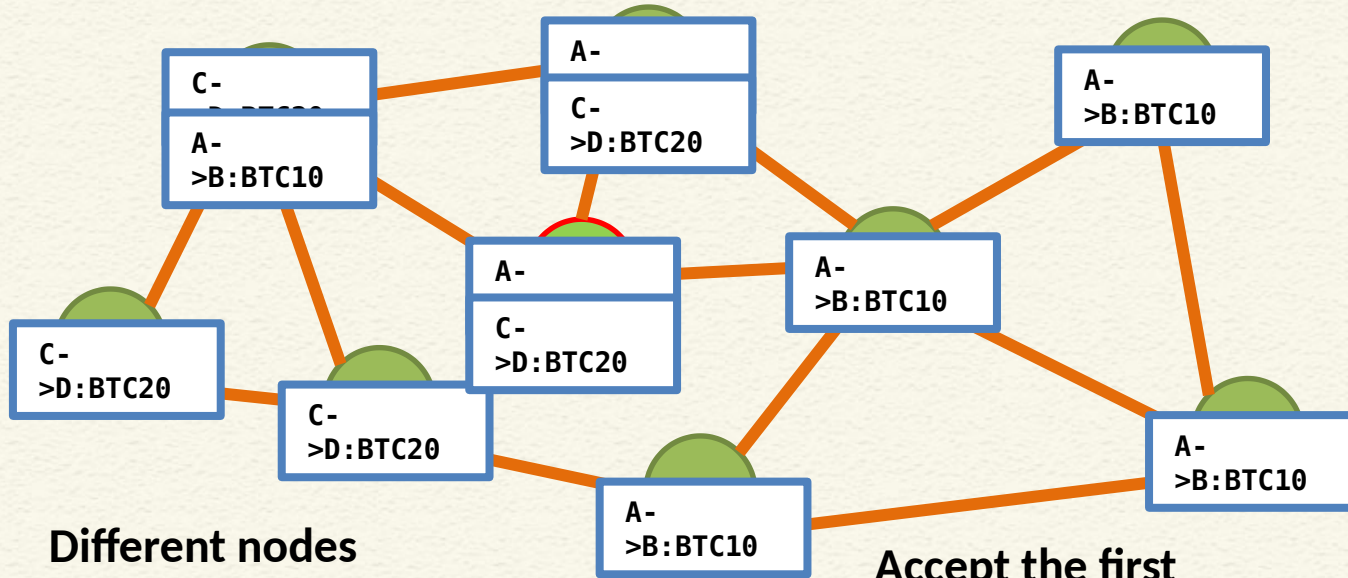 A-
C-
>D:BTC20
C-
A-
>B:BTC10
A-
>B:BTC10
A-
C-
>D:BTC20
A-
>B:BTC10
C-
>D:BTC20
C-
>D:BTC20
A-
>B:BTC10
A-
>B:BTC10
Different nodes
Accept the first